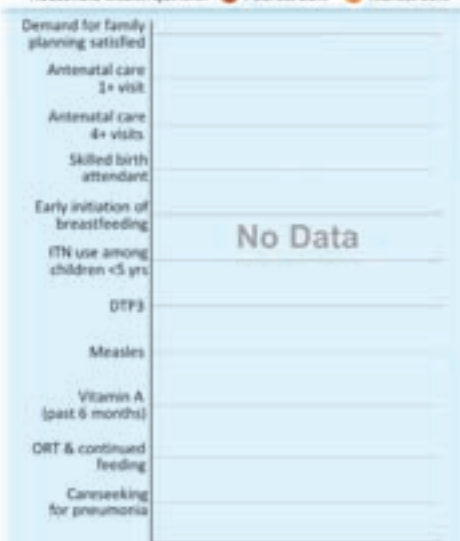 Demand for family
planning satisfied
Antenatal care
1+ visit
Antenatal care
4+ visits
Skilled birth
attendant
Early initiation of
breastfeeding
No Data
ITN use among
children <5 yrs
DTP3
Measles
Vitamin A
(past 6 months)
ORT & continued
feeding
Careseeking
for pneumonia